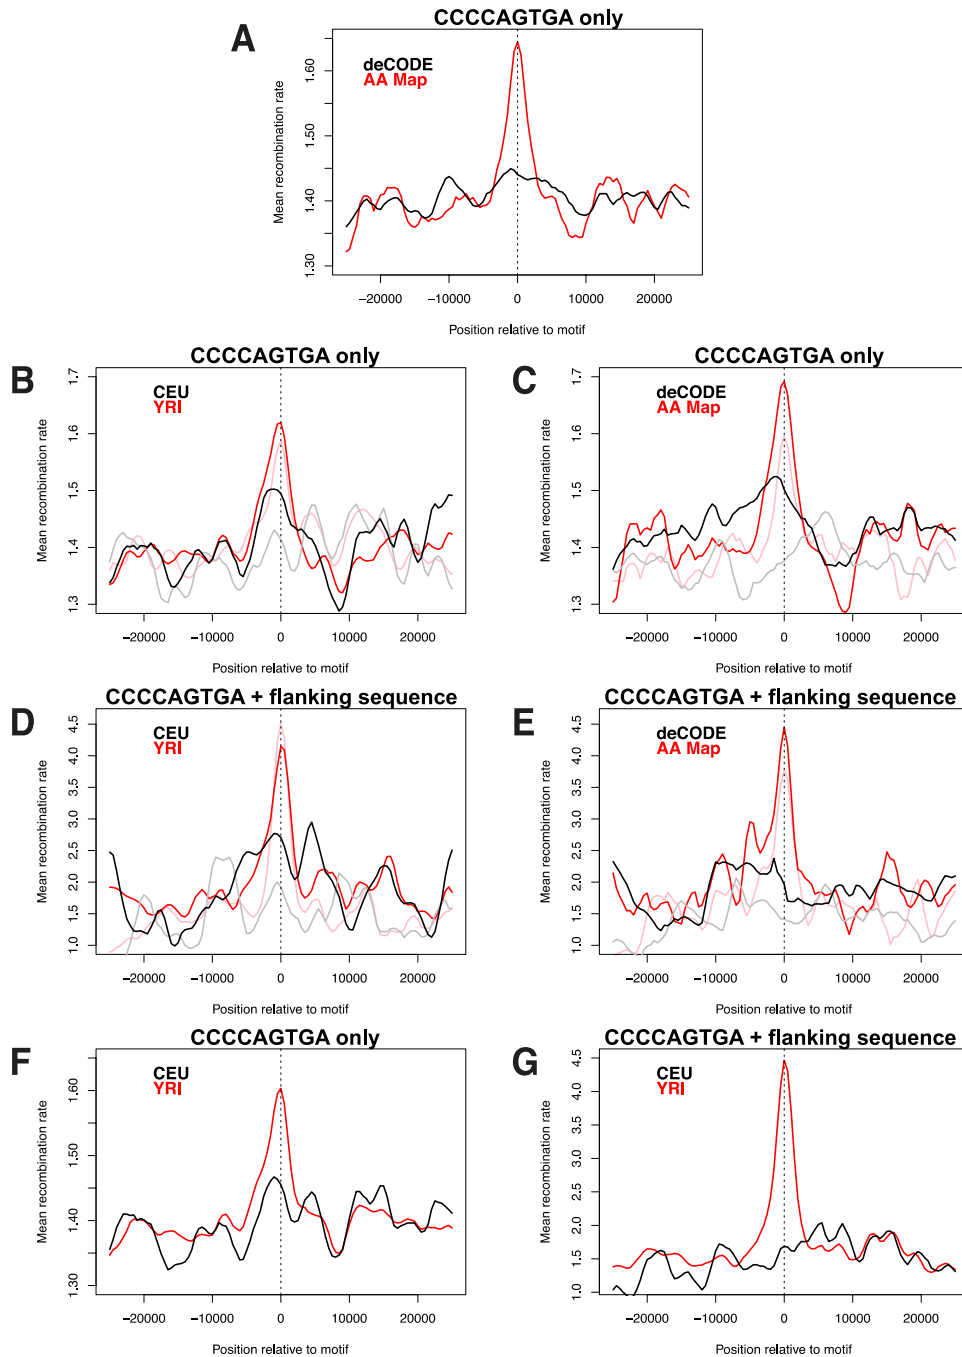 A
CCCCAGTGA only
deCODE
AA Map
Mean recombination rate
1.30
1.40
1.50
1.60
−20000 −10000 0 10000 20000
Position relative to motif
B
CCCCAGTGA only
CEU
YRI
Mean recombination rate
1.3
1.4
1.5
1.6
1.7
−20000 −10000 0 10000 20000
Position relative to motif
C
CCCCAGTGA only
deCODE
AA Map
Mean recombination rate
1.3
1.4
1.5
1.6
1.7
−20000 −10000 0 10000 20000
Position relative to motif
D
CCCCAGTGA + flanking sequence
CEU
YRI
Mean recombination rate
1.0
1.5
2.0
2.5
3.0
3.5
4.0
4.5
−20000 −10000 0 10000 20000
Position relative to motif
E
CCCCAGTGA + flanking sequence
deCODE
AA Map
Mean recombination rate
1.0
1.5
2.0
2.5
3.0
3.5
4.0
4.5
−20000 −10000 0 10000 20000
Position relative to motif
F
CCCCAGTGA only
CEU
YRI
Mean recombination rate
1.30
1.40
1.50
1.60
−20000 −10000 0 10000 20000
Position relative to motif
G
CCCCAGTGA + flanking sequence
CEU
YRI
Mean recombination rate
1.0
1.5
2.0
2.5
3.0
3.5
4.0
4.5
−20000 −10000 0 10000 20000
Position relative to motif